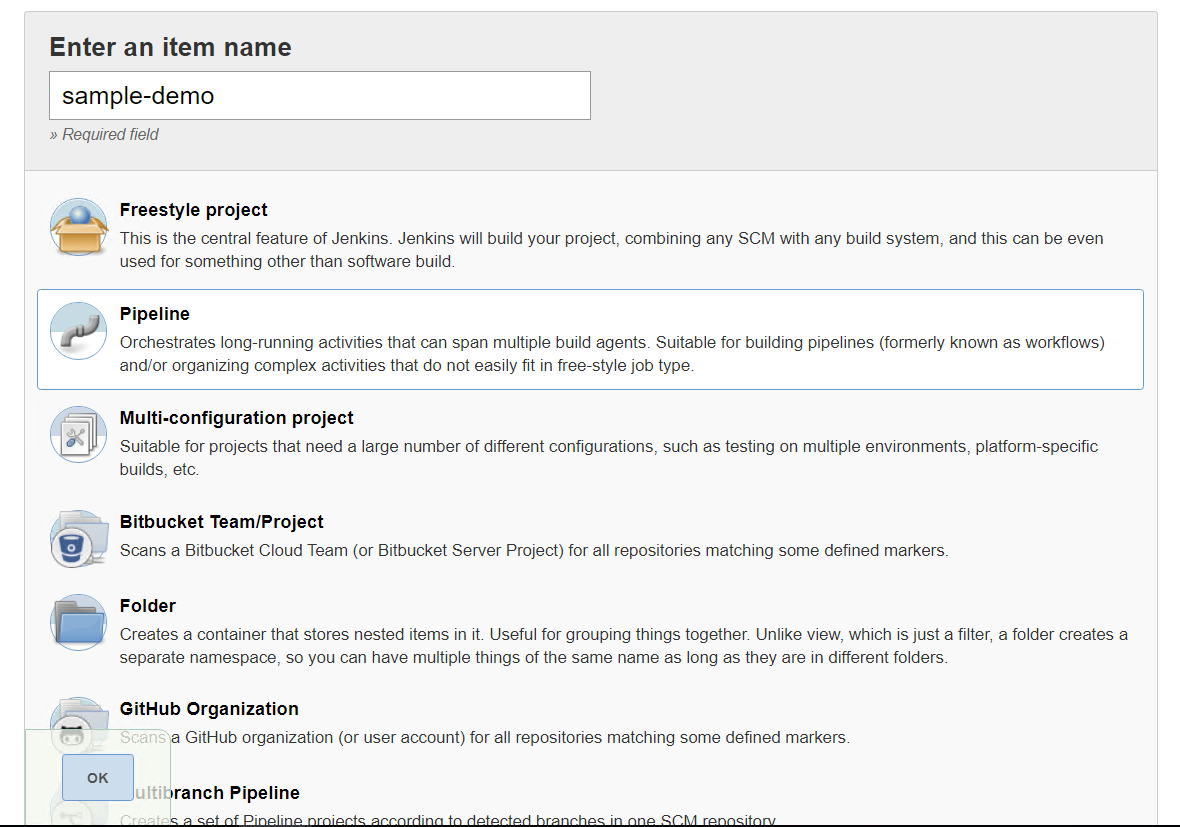 Enter an item name
sample-demo
» Required field
Freestyle project
This is the central feature of Jenkins. Jenkins will build your project, combining any SCM with any build system, and this can be even
used for something other than software build.
Pipeline
Orchestrates long-running activities that can span multiple build agents. Suitable for building pipelines (formerly known as workflows)
and/or organizing complex activities that do not easily fit in free-style job type.
Multi-configuration project
Suitable for projects that need a large number of different configurations, such as testing on multiple environments, platform-specific
builds, etc.
Bitbucket Team/Project
Scans a Bitbucket Cloud Team (or Bitbucket Server Project) for all repositories matching some defined markers.
Folder
Creates a container that stores nested items in it. Useful for grouping things together. Unlike view, which is just a filter, a folder creates a
separate namespace, so you can have multiple things of the same name as long as they are in different folders.
GitHub Organization
Scans a GitHub organization (or user account) for all repositories matching some defined markers.
OK
ultibranch Pipeline
Creates a set of Pipeline projects according to detected branches in one SCM repository.